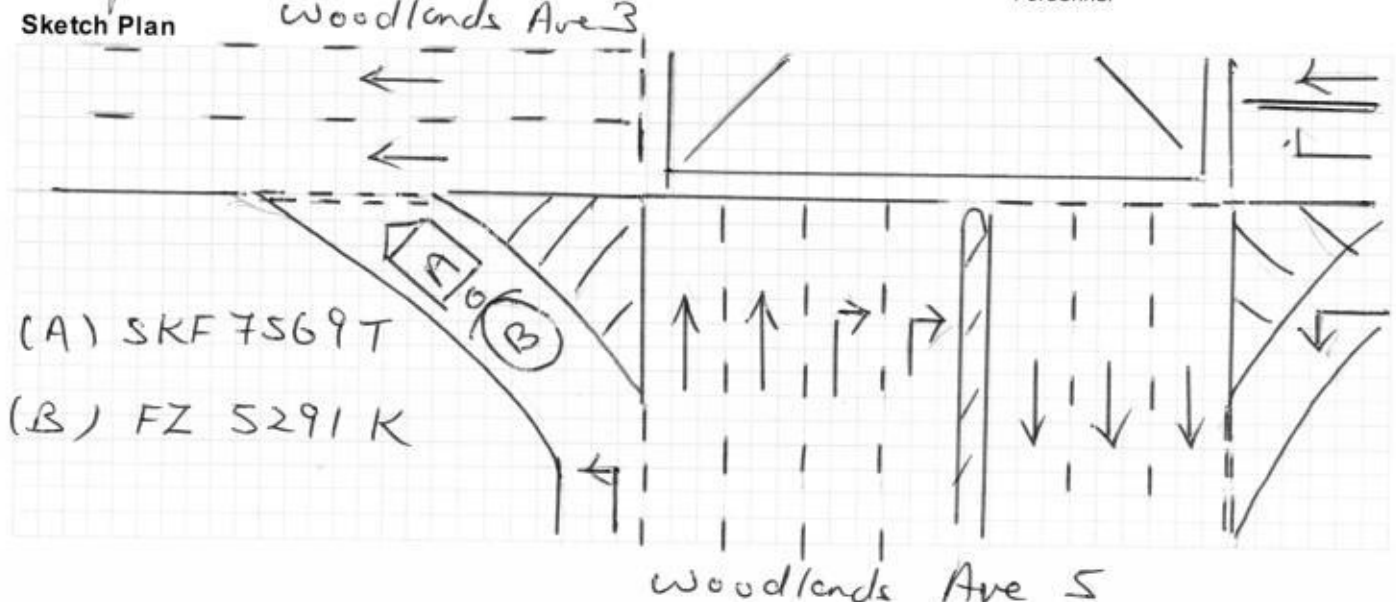 Sketch Plan
Woodlands Ave 3
A
B
(A) SKF 7569 T
(B) FZ 5291 K
Woodlands Ave 5